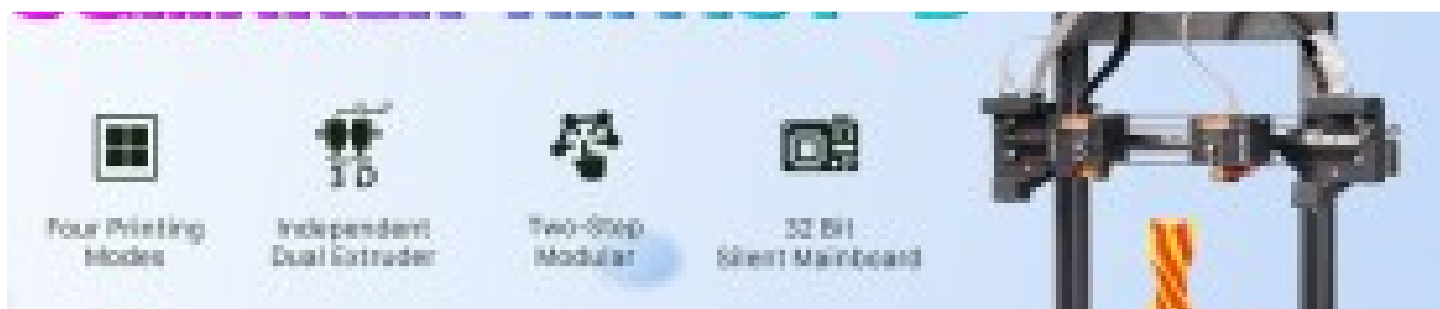 Four Printing
Modes
Independent
Dual Extruder
Two-Step
Modular
32 Bit
Silent Mainboard